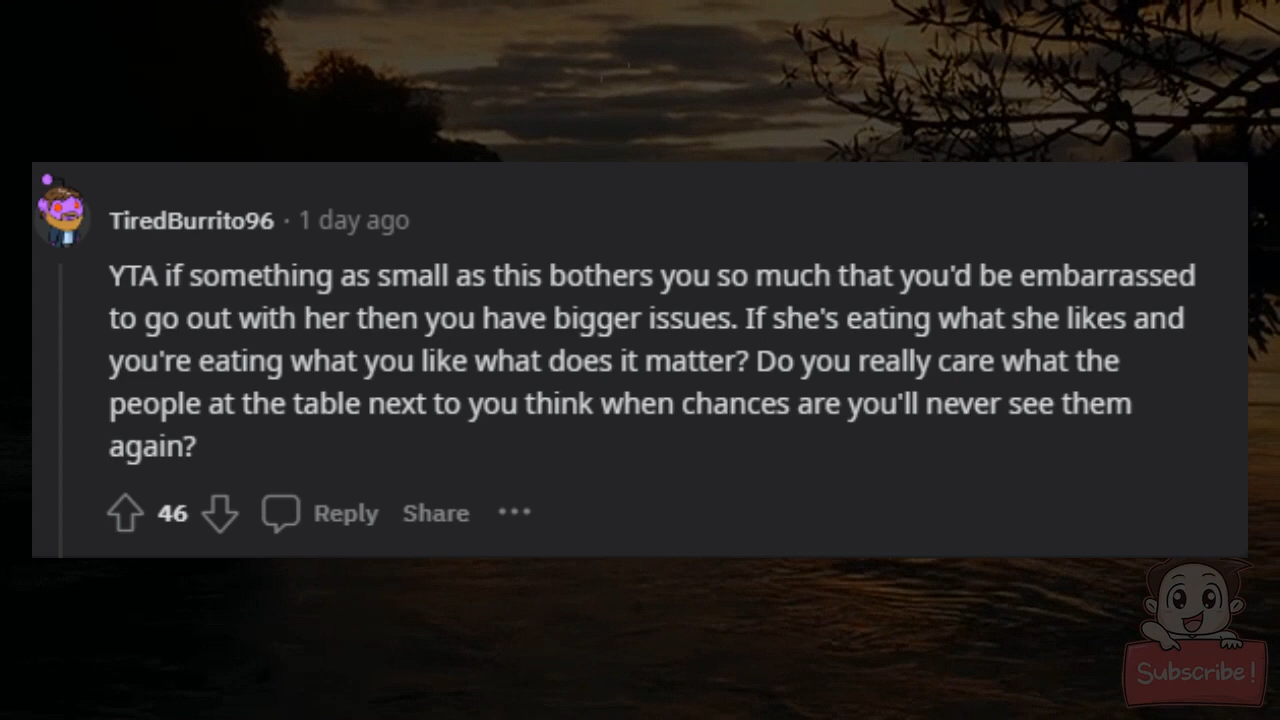 TiredBurrito96 · 1 day ago
YTA if something as small as this bothers you so much that you'd be embarrassed
to go out with her then you have bigger issues. If she's eating what she likes and
you're eating what you like what does it matter? Do you really care what the
people at the table next to you think when chances are you'll never see them
again?
46 Reply Share ···
Subscribe!